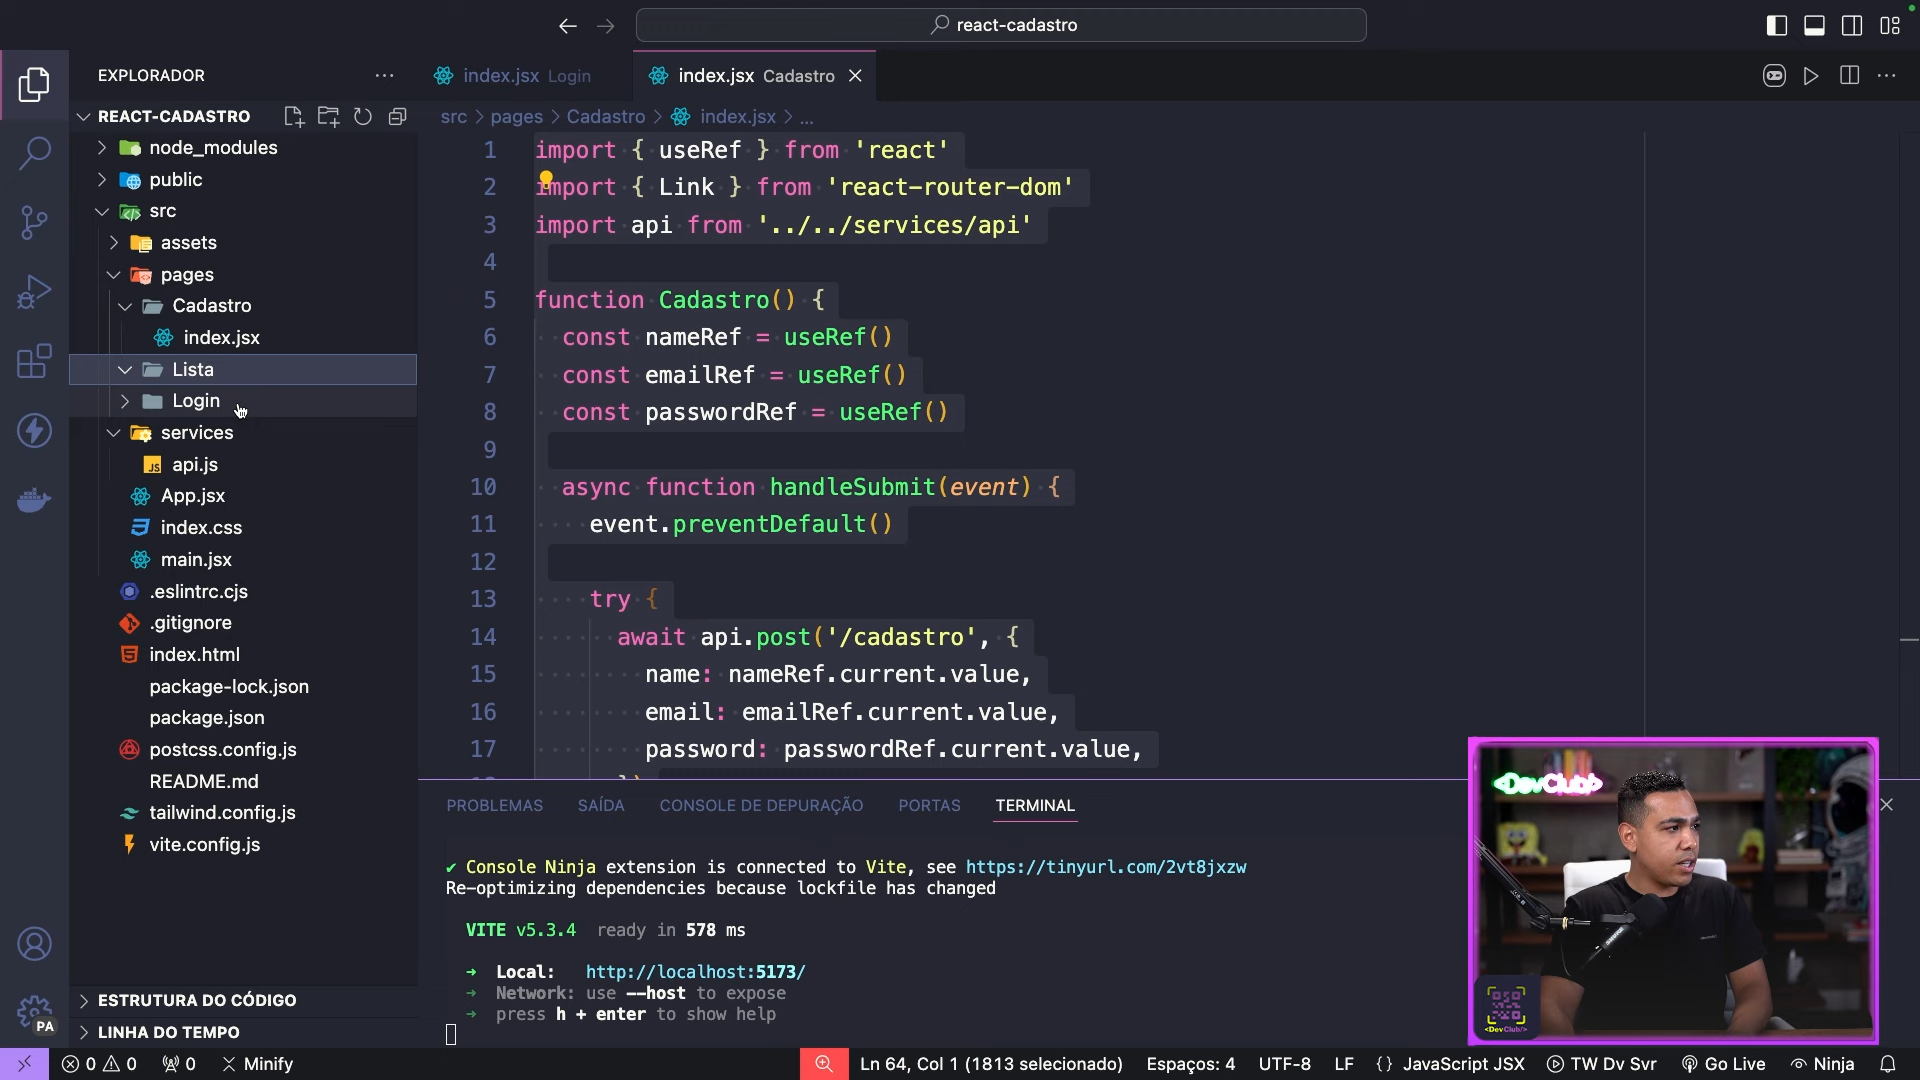 react-cadastro
EXPLORADOR
index.jsx Login
index.jsx Cadastro
REACT-CADASTRO
src > pages > Cadastro > index.jsx > ...
node_modules
public
src
assets
pages
Cadastro
index.jsx
Lista
Login
services
api.js
App.jsx
index.css
main.jsx
.eslintrc.cjs
.gitignore
index.html
package-lock.json
package.json
postcss.config.js
README.md
tailwind.config.js
vite.config.js
ESTRUTURA DO CÓDIGO
LINHA DO TEMPO
1 import { useRef } from 'react'
2 import { Link } from 'react-router-dom'
3 import api from '../../services/api'
4
5 function Cadastro() {
6 const nameRef = useRef()
7 const emailRef = useRef()
8 const passwordRef = useRef()
9
10 async function handleSubmit(event) {
11 event.preventDefault()
12
13 try {
14 await api.post('/cadastro', {
15 name: nameRef.current.value,
16 email: emailRef.current.value,
17 password: passwordRef.current.value,
PROBLEMAS SAÍDA CONSOLE DE DEPURAÇÃO PORTAS TERMINAL
✔ Console Ninja extension is connected to Vite, see https://tinyurl.com/2vt8jxzw
Re-optimizing dependencies because lockfile has changed
VITE v5.3.4 ready in 578 ms
➜ Local: http://localhost:5173/
➜ Network: use --host to expose
➜ press h + enter to show help
<DevClub/>
<DevClub/>
PA
0 0 0 Minify
Ln 64, Col 1 (1813 selecionado) Espaços: 4 UTF-8 LF {} JavaScript JSX TW Dv Svr Go Live Ninja